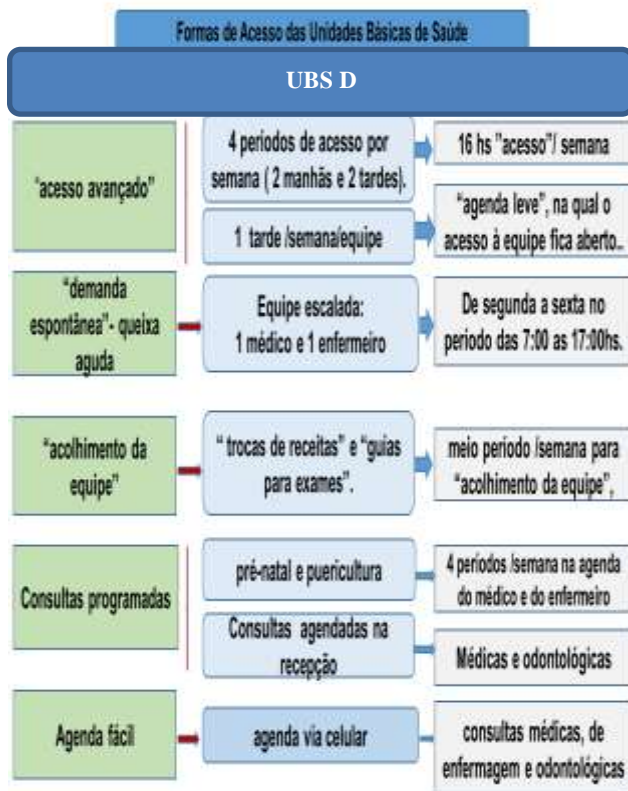 Formas de Acesso das Unidades Básicas de Saúde
UBS D
"acesso avançado"
4 periodos de acesso por
semana ( 2 manhãs e 2 tardes).
16 hs "acesso"/ semana
1 tarde /semana/equipe
"agenda leve", na qual o
acesso à equipe fica aberto..
"demanda
espontânea"- queixa
aguda
Equipe escalada:
1 médico e 1 enfermeiro
De segunda a sexta no
periodo das 7:00 as 17:00hs.
"acolhimento da
equipe"
" trocas de receitas" e "guias
para exames".
meio periodo /semana para
"acolhimento da equipe",
Consultas programadas
pré-natal e puericultura
4 periodos /semana na agenda
do médico e do enfermeiro
Consultas agendadas na
recepção
Médicas e odontológicas
Agenda fácil
agenda via celular
consultas médicas, de
enfermagem e odontológicas